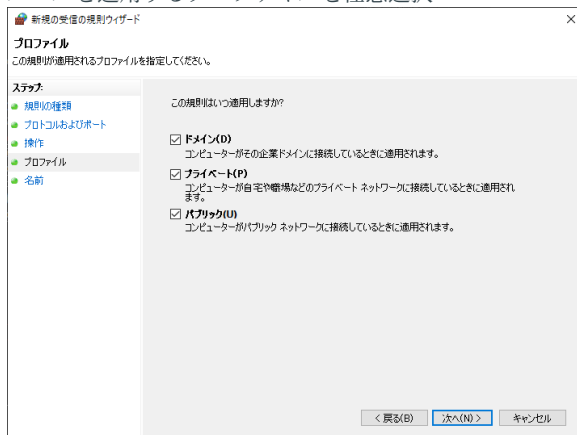 新規の受信の規則ウィザード
プロファイル
この規則が適用されるプロファイルを指定してください。
ステップ:
規則の種類
プロトコルおよびポート
操作
プロファイル
名前
この規則はいつ適用しますか?
ドメイン(D)
コンピューターがその企業ドメインに接続しているときに適用されます。
プライベート(P)
コンピューターが自宅や職場などのプライベート ネットワークに接続しているときに適用され
ます。
パブリック(U)
コンピューターがパブリック ネットワークに接続しているときに適用されます。
< 戻る(B)
次へ(N) >
キャンセル